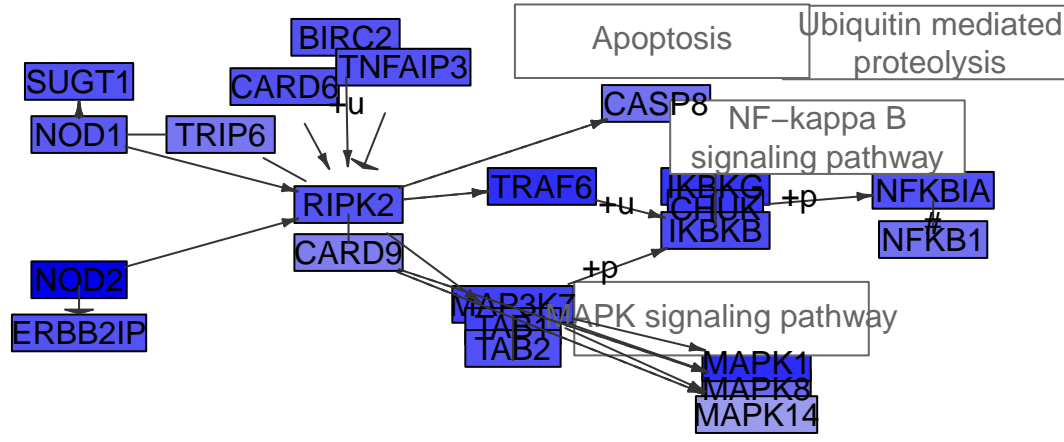 BIRC2
Apoptosis
Ubiquitin mediated
proteolysis
TNFAIP3
SUGT1
CARD6
+u
CASP8
NOD1
TRIP6
NF−kappa B
signaling pathway
IKBKG
TRAF6
NFKBIA
RIPK2
CHUK
+p
+u
IKBKB
#
NFKB1
CARD9
+p
NOD2
MAP3K7
MAPK signaling pathway
TAB1
ERBB2IP
TAB2
MAPK1
MAPK8
MAPK14